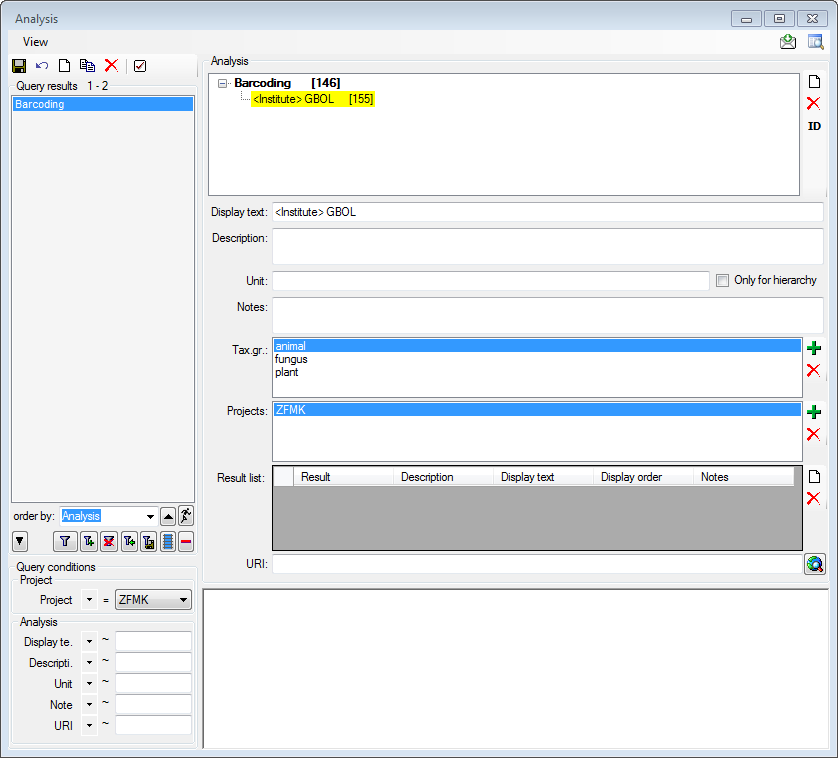 Analysis
View
Query results 1 - 2
Barcoding
order by: Analysis
Query conditions
Project
Project = ZFMK
Analysis
Display te. ~
Descripti. ~
Unit ~
Note ~
URI ~
Analysis
Barcoding [146]
<Institute> GBOL [155]
ID
Display text: <Institute> GBOL
Description:
Unit: Only for hierarchy
Notes:
Tax.gr.: animal
fungus
plant
Projects: ZFMK
Result list: Result Description Display text Display order Notes
URI: